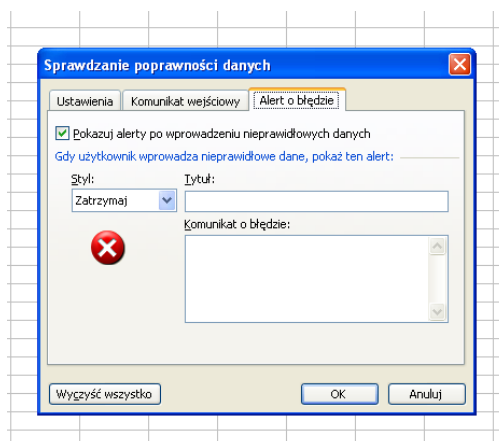 Sprawdzanie poprawności danych
Ustawienia Komunikat wejściowy Alert o błędzie
Pokazuj alerty po wprowadzeniu nieprawidłowych danych
Gdy użytkownik wprowadza nieprawidłowe dane, pokaż ten alert:
Styl: Tytuł:
Zatrzymaj
Komunikat o błędzie:
Wyczyść wszystko OK Anuluj